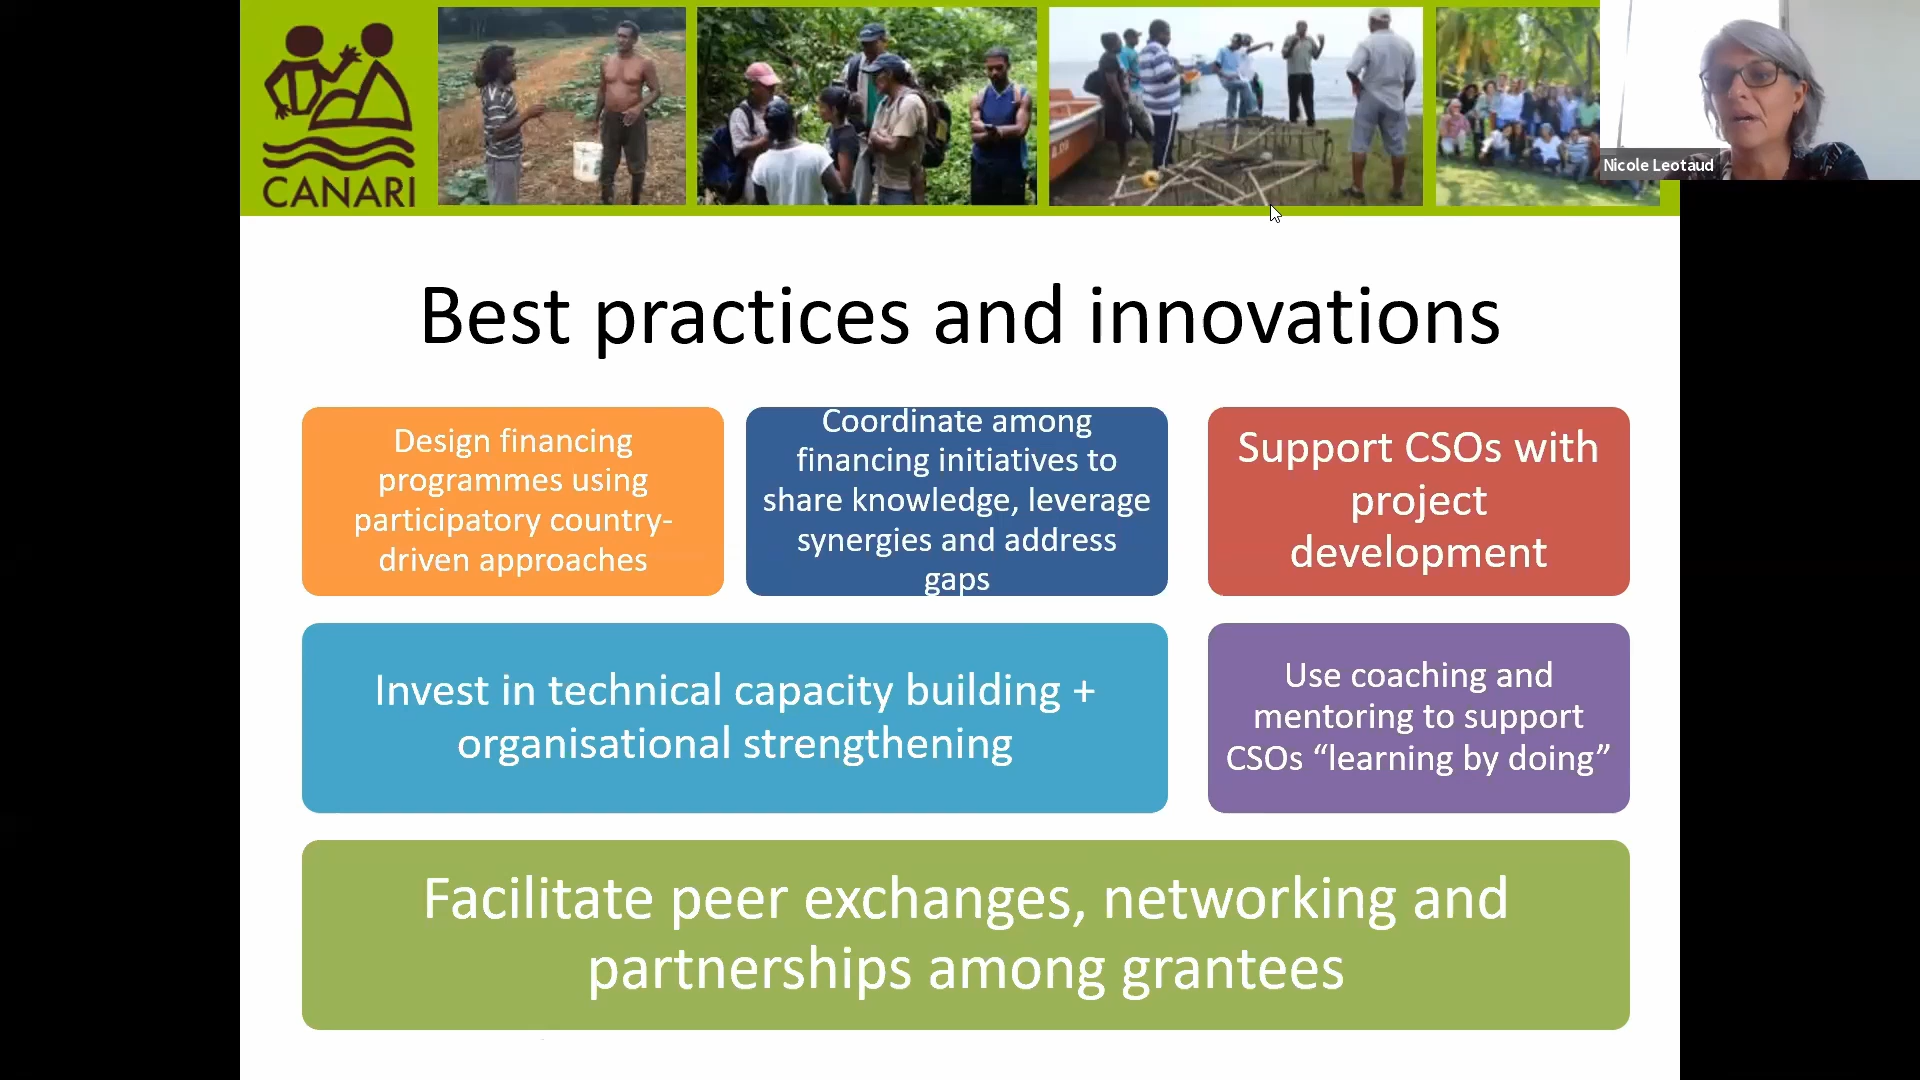 CANARI
Nicole Leotaud
Best practices and innovations
Design financing
programmes using
participatory country-
driven approaches
Coordinate among
financing initiatives to
share knowledge, leverage
synergies and address
gaps
Support CSOs with
project
development
Invest in technical capacity building +
organisational strengthening
Use coaching and
mentoring to support
CSOs “learning by doing”
Facilitate peer exchanges, networking and
partnerships among grantees